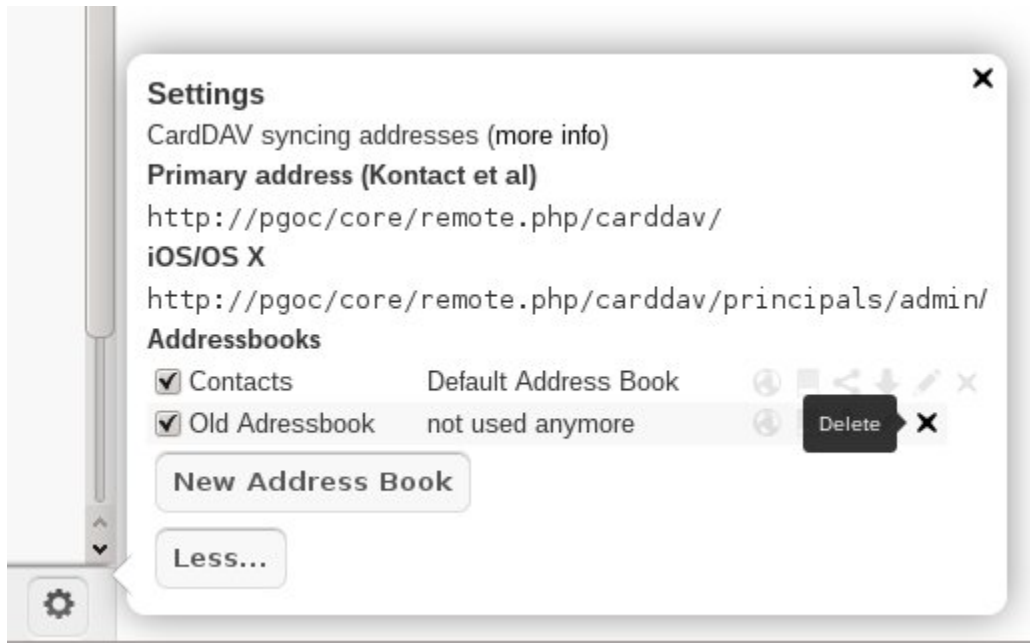 Settings
CardDAV syncing addresses (more info)
Primary address (Kontact et al)
http://pgoc/core/remote.php/carddav/
iOS/OS X
http://pgoc/core/remote.php/carddav/principals/admin/
Addressbooks
Contacts Default Address Book
Old Adressbook not used anymore Delete
New Address Book
Less...